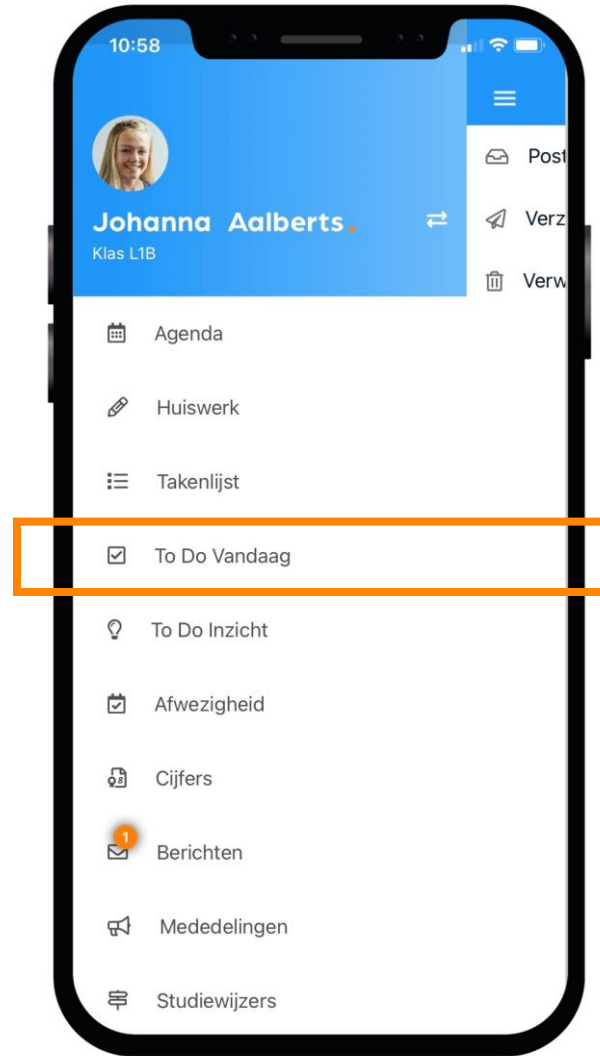 10:58
Johanna Aalberts.
Klas L1B
Post
Verz
Verw
Agenda
Huiswerk
Takenlijst
To Do Vandaag
To Do Inzicht
Afwezigheid
8
Cijfers
1
Berichten
Mededelingen
Studiewijzers